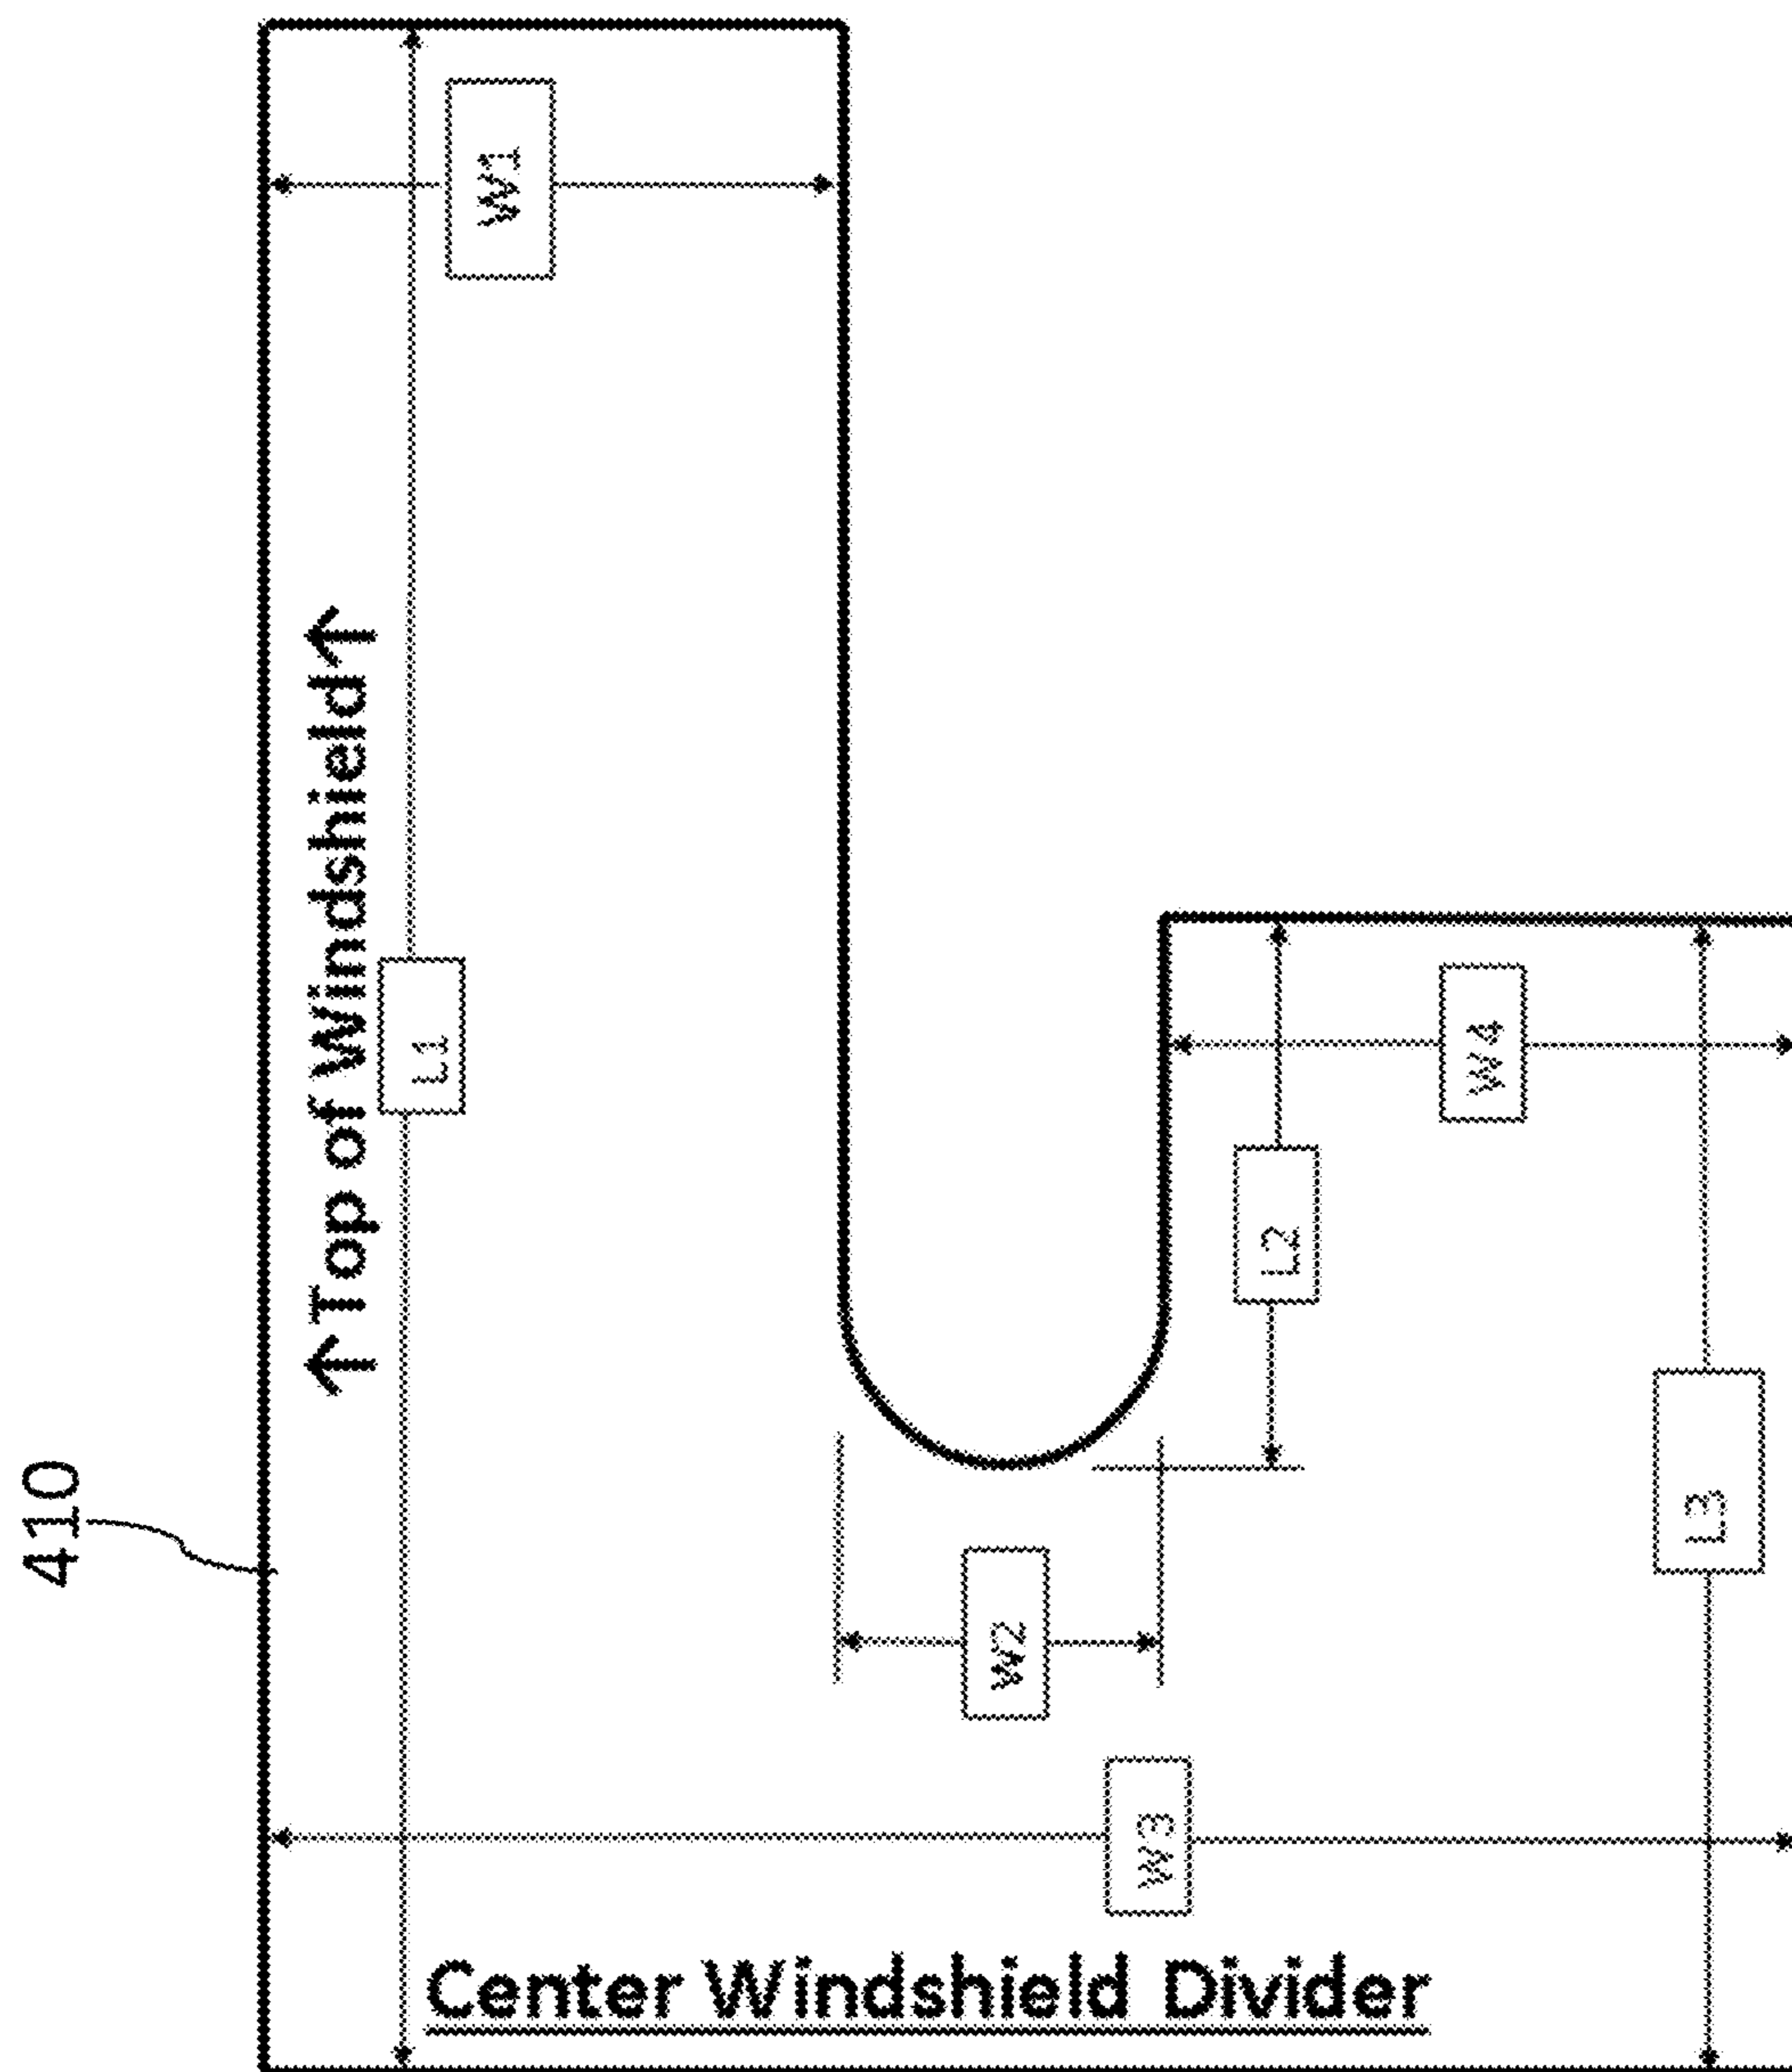 410
↑Top of Windshield↑
W1
L1
W4
L2
L3
W2
W3
Center Windshield Divider